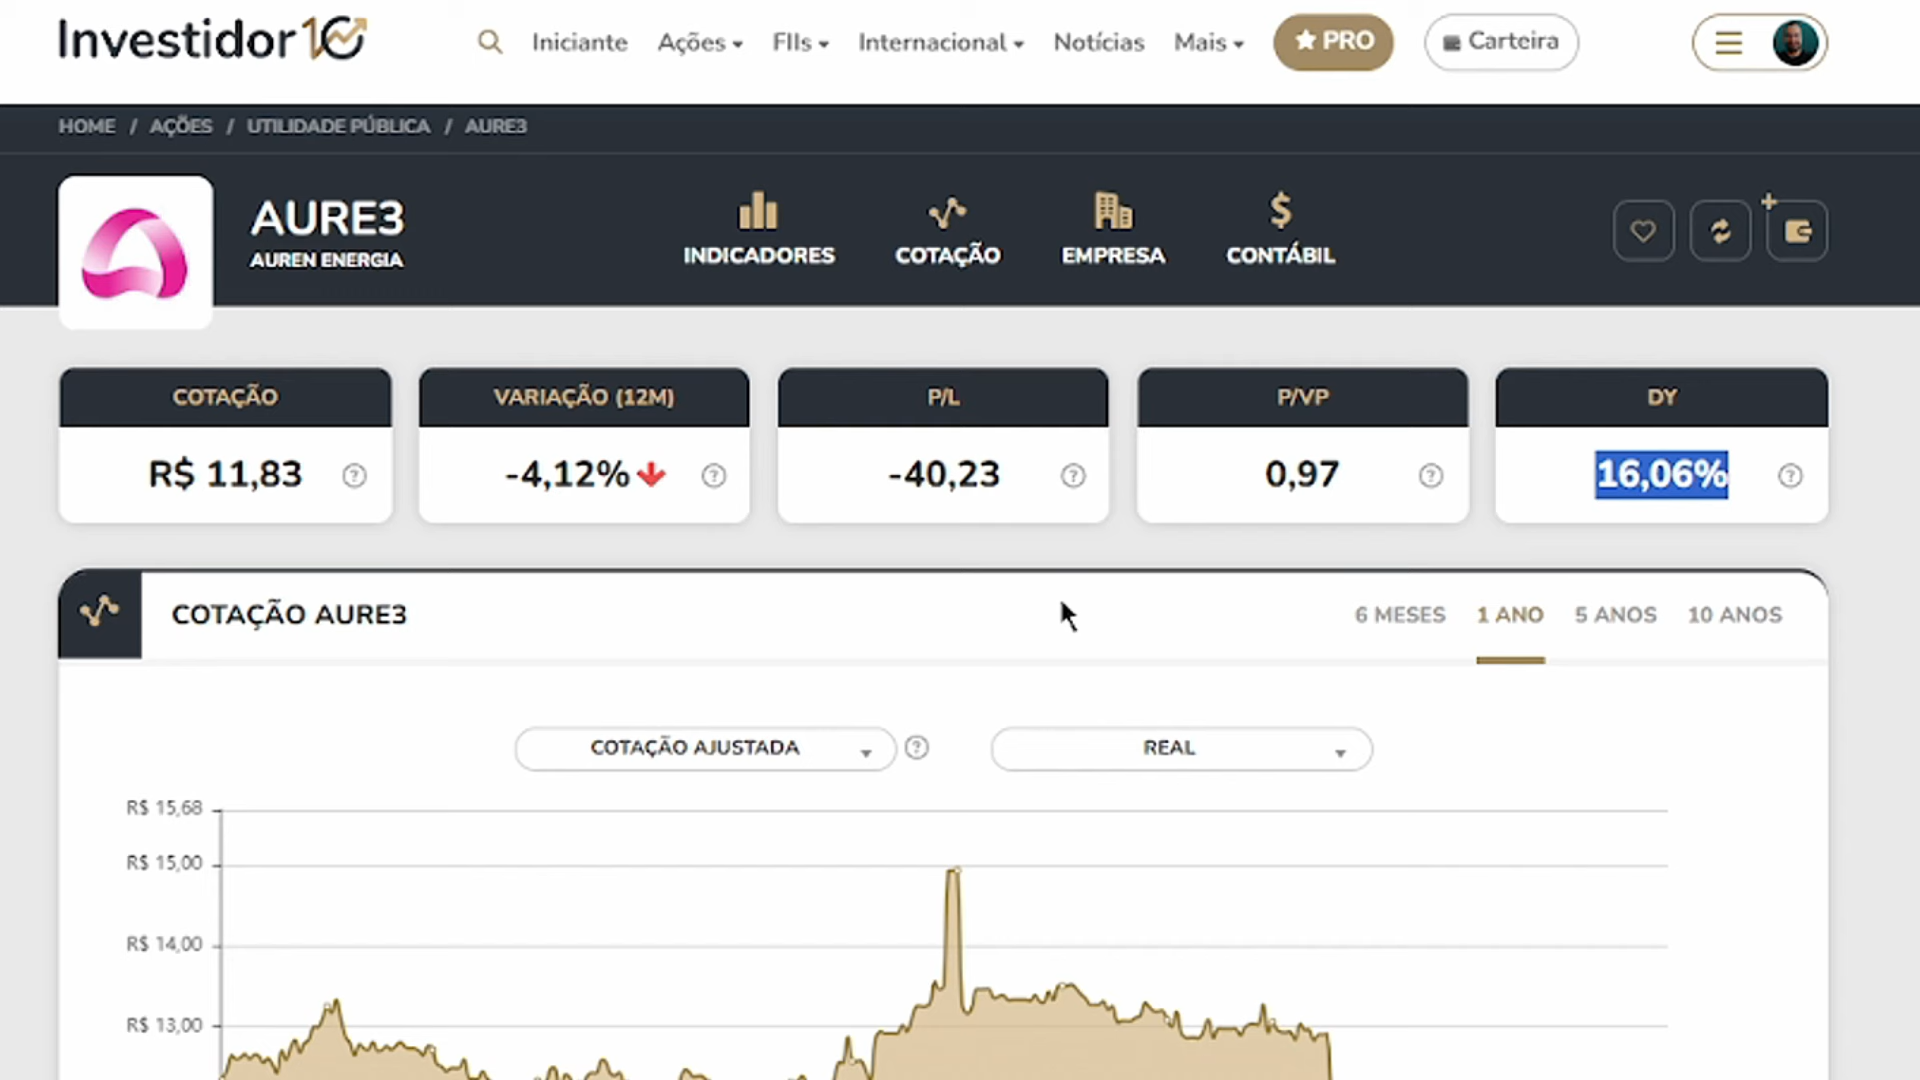 Investidor10
Iniciante Ações FIIs Internacional Notícias Mais PRO Carteira
HOME / AÇÕES / UTILIDADE PÚBLICA / AURE3
AURE3
AUREN ENERGIA
INDICADORES COTAÇÃO EMPRESA CONTÁBIL
COTAÇÃO VARIAÇÃO (12M) P/L P/VP DY
R$ 11,83 ? -4,12% ? -40,23 ? 0,97 ? 16,06% ?
COTAÇÃO AURE3 6 MESES 1 ANO 5 ANOS 10 ANOS
COTAÇÃO AJUSTADA ? REAL
R$ 15,68
R$ 15,00
R$ 14,00
R$ 13,00